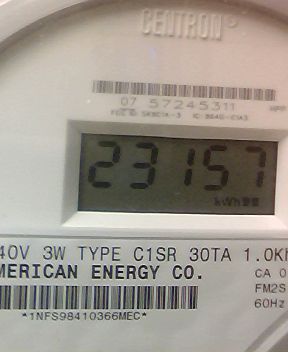 CENTRON®
07 57245311
23157
kWh
40V 3W TYPE C1SR 30TA 1.0Kh
MERICAN ENERGY CO.
CA 0
FM2S
60Hz
*1NFS98410366MEC*